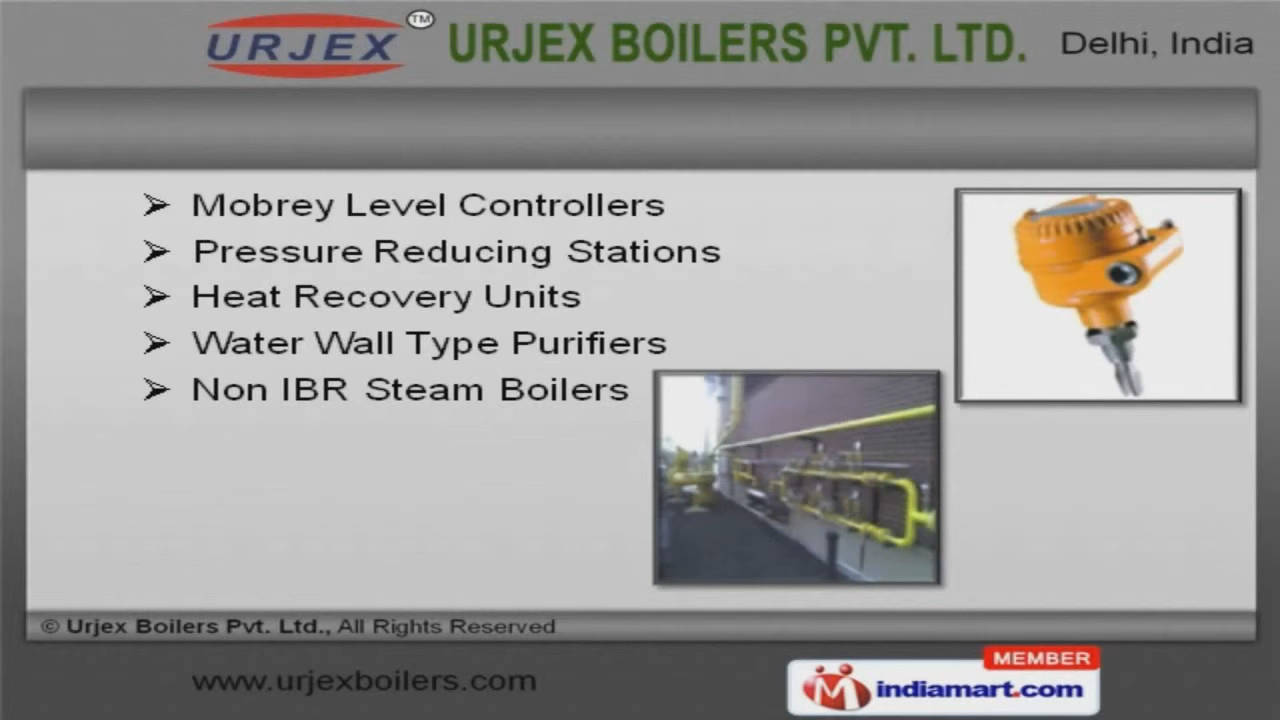 URJEX TM URJEX BOILERS PVT. LTD. Delhi, India
➢ Mobrey Level Controllers
➢ Pressure Reducing Stations
➢ Heat Recovery Units
➢ Water Wall Type Purifiers
➢ Non IBR Steam Boilers
© Urjex Boilers Pvt. Ltd., All Rights Reserved
www.urjexboilers.com
MEMBER
indiamart.com